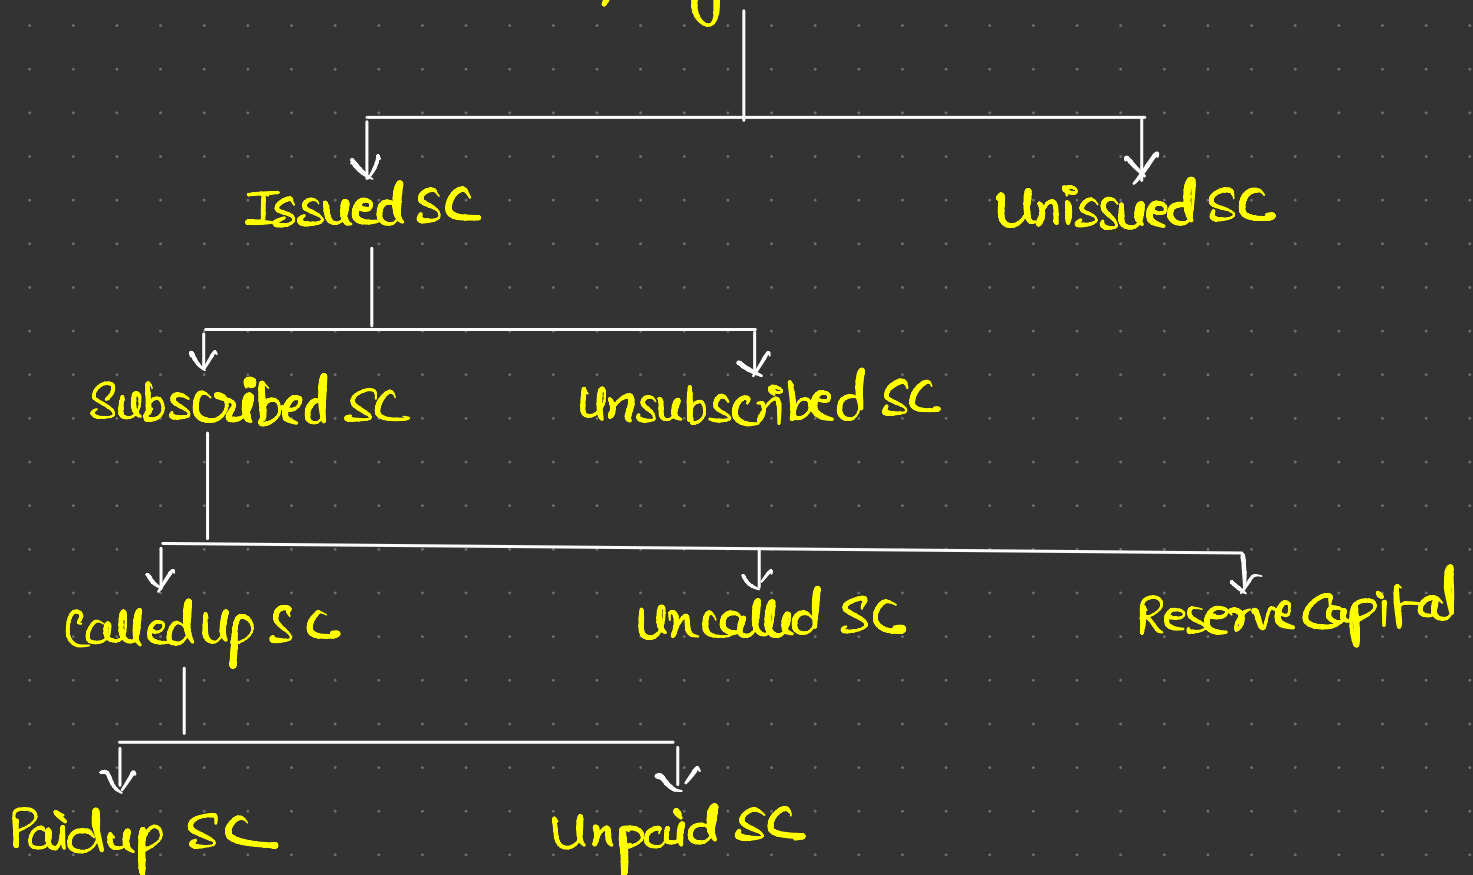 Issued SC
Unissued SC
Subscribed SC
Unsubscribed SC
Called Up SC
Uncalled SC
Reserve Capital
Paidup SC
Unpaid SC